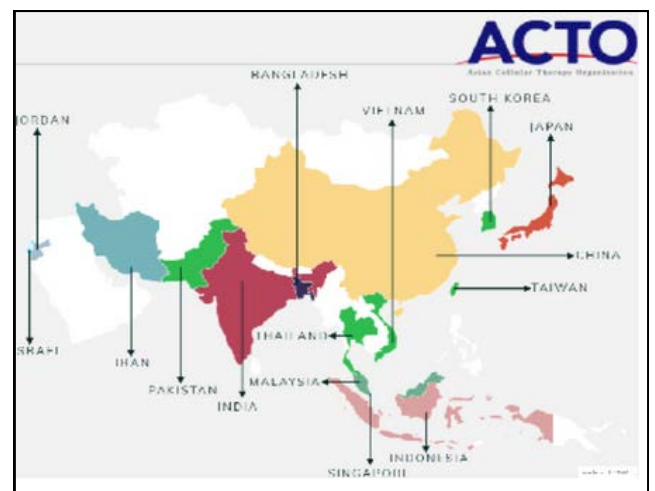 ACTO
Asian Cellular Therapy Organization
BANGLADESH
SOUTH KOREA
VIETNAM
JORDAN
JAPAN
CHINA
TAIWAN
THAILAND
ISRAEL
IRAN
MALAYSIA
PAKISTAN
INDIA
INDONESIA
SINGAPORE